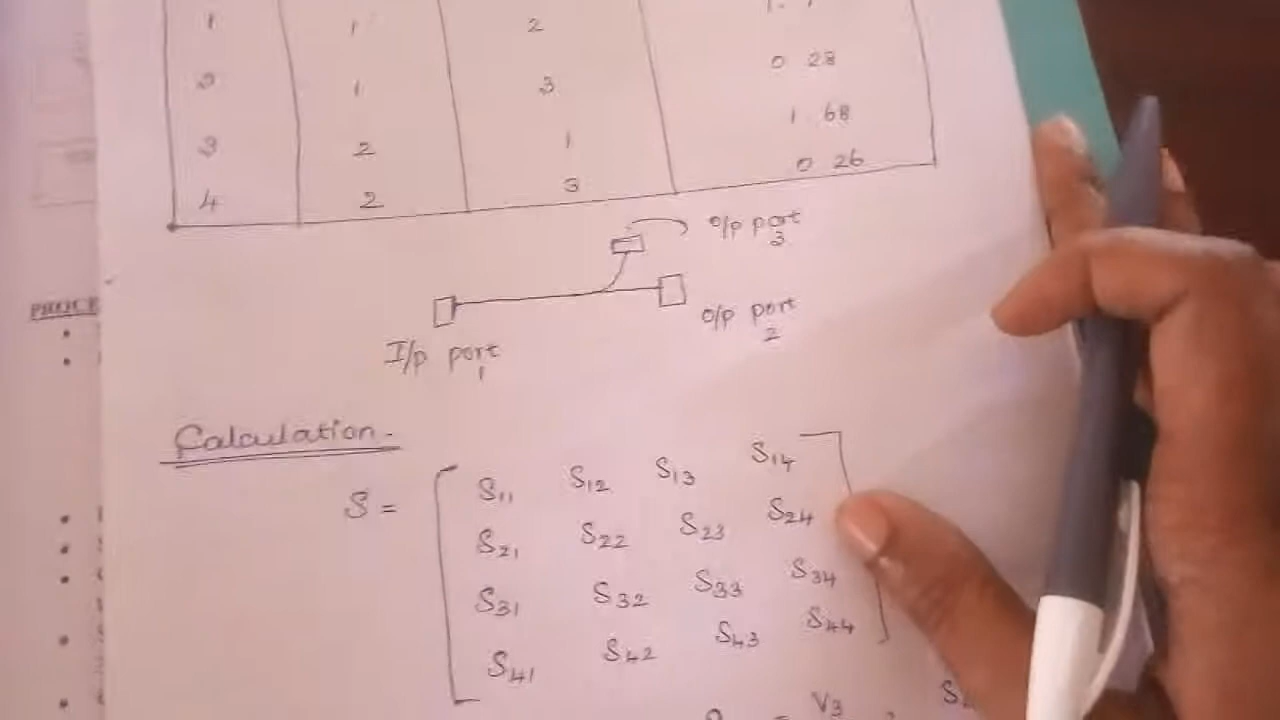 1 1 2
2 1 3 0 28
3 2 1 1 68
4 2 3 0 26
o/p port
3
o/p port
2
I/p port
1
PROCE
Calculation-
S = S11 S12 S13 S14
S21 S22 S23 S24
S31 S32 S33 S34
S41 S42 S43 S44
= V3